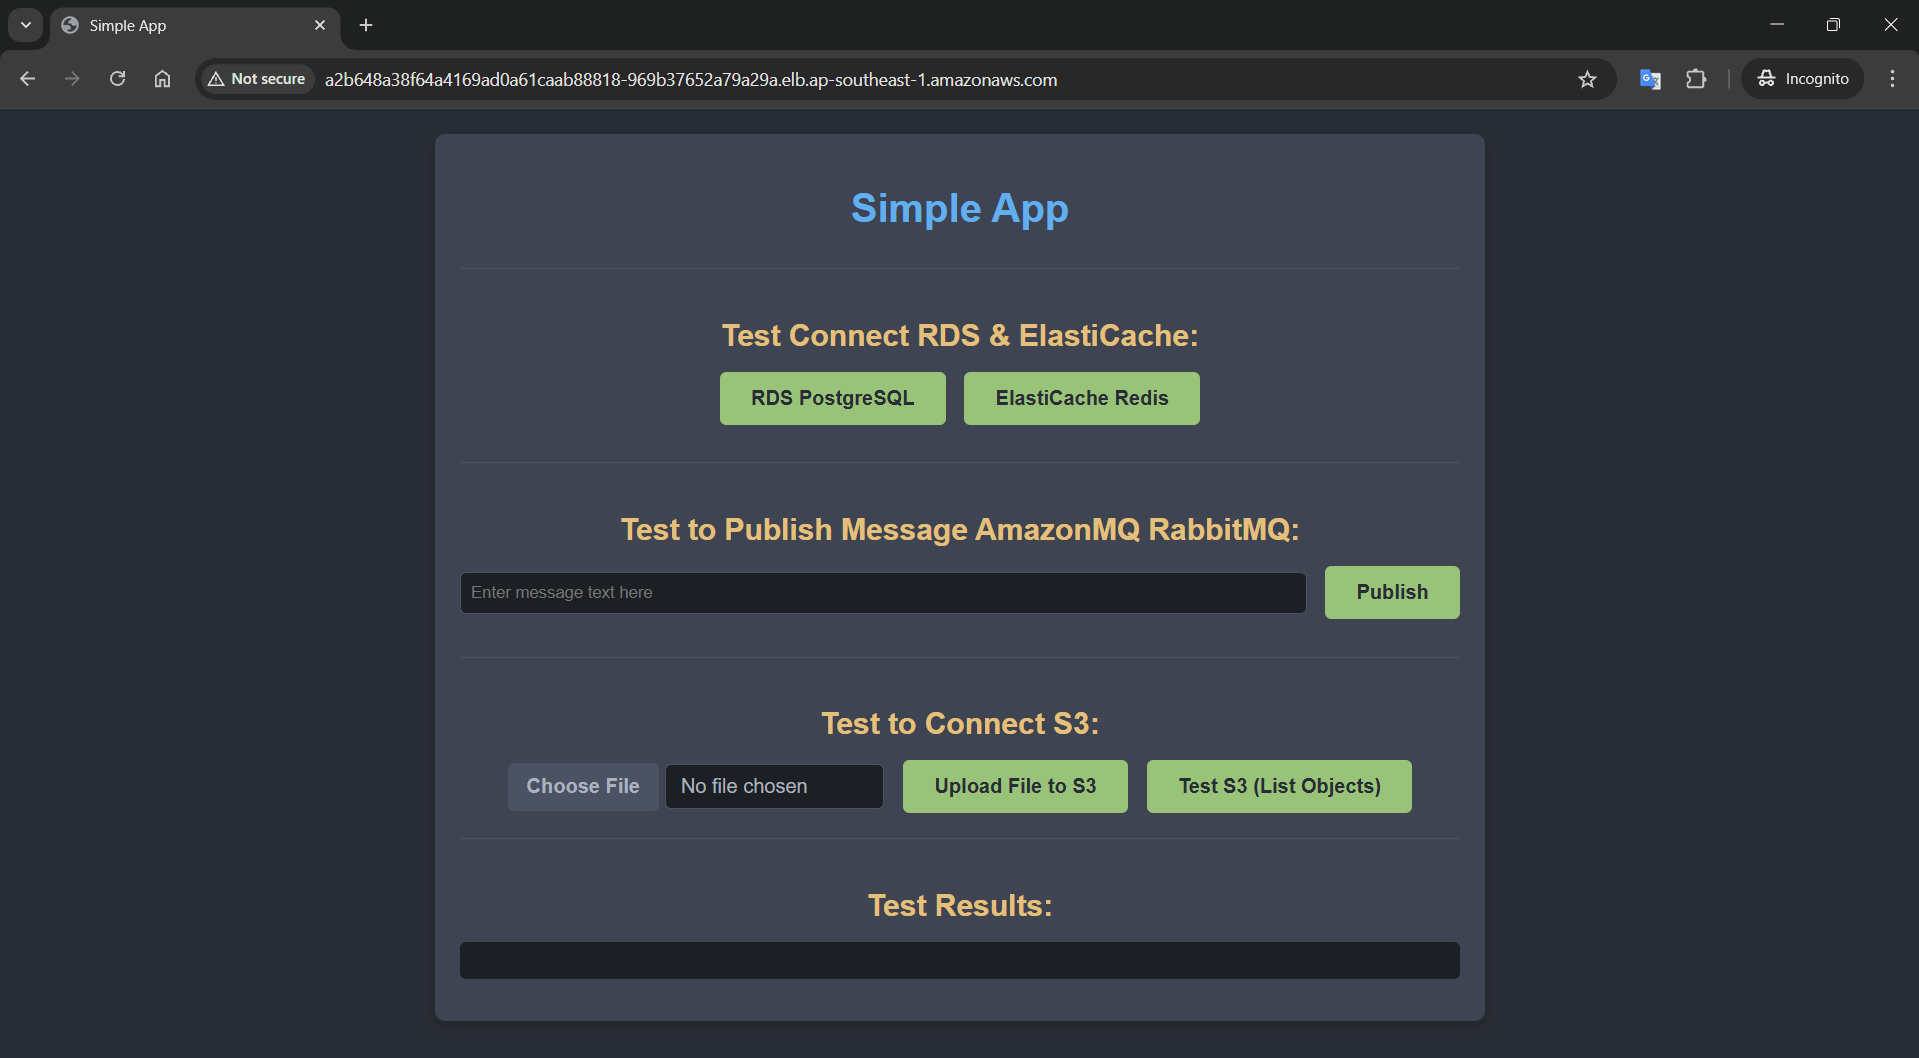 Simple App
Not secure
a2b648a38f64a4169ad0a61caab88818-969b37652a79a29a.elb.ap-southeast-1.amazonaws.com
Incognito
Simple App
Test Connect RDS & ElastiCache:
RDS PostgreSQL
ElastiCache Redis
Test to Publish Message AmazonMQ RabbitMQ:
Enter message text here
Publish
Test to Connect S3:
Choose File
No file chosen
Upload File to S3
Test S3 (List Objects)
Test Results: